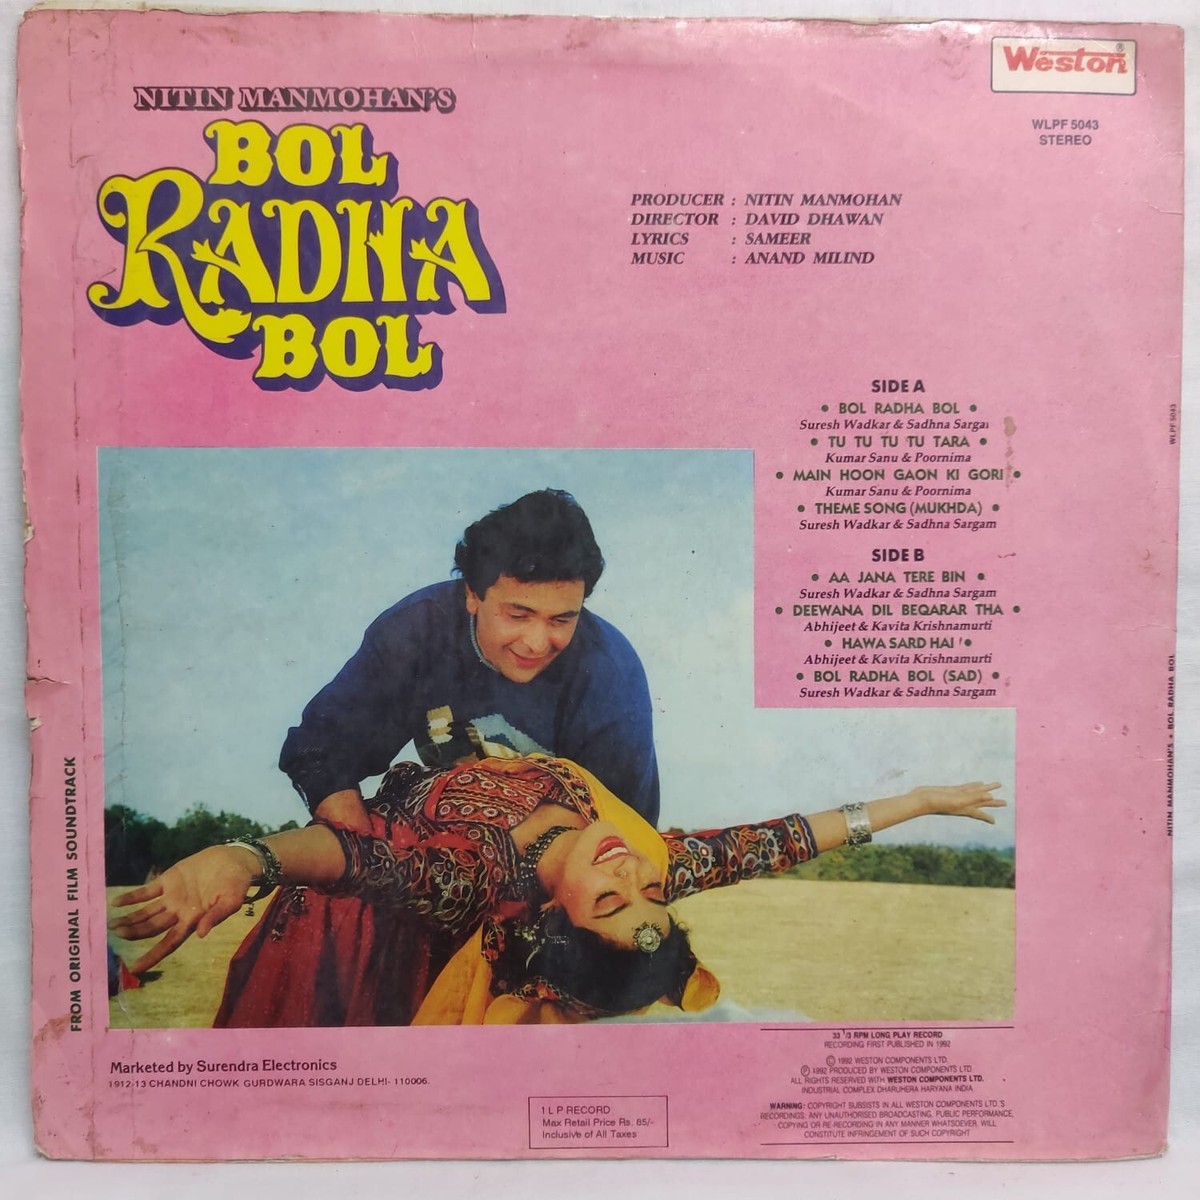 Weston®
WLPF 5043
STEREO
NITIN MANMOHAN'S
BOL
RADHA
BOL
PRODUCER : NITIN MANMOHAN
DIRECTOR : DAVID DHAWAN
LYRICS : SAMEER
MUSIC : ANAND MILIND
SIDE A
• BOL RADHA BOL •
Suresh Wadkar & Sadhna Sargam
• TU TU TU TU TARA •
Kumar Sanu & Poornima
• MAIN HOON GAON KI GORI •
Kumar Sanu & Poornima
• THEME SONG (MUKHDA) •
Suresh Wadkar & Sadhna Sargam
SIDE B
• AA JANA TERE BIN •
Suresh Wadkar & Sadhna Sargam
• DEEWANA DIL BEQARAR THA •
Abhijeet & Kavita Krishnamurti
• HAWA SARD HAI •
Abhijeet & Kavita Krishnamurti
• BOL RADHA BOL (SAD) •
Suresh Wadkar & Sadhna Sargam
WLPF 5043
NITIN MANMOHAN'S • BOL RADHA BOL
FROM ORIGINAL FILM SOUNDTRACK
Marketed by Surendra Electronics
1912-13 CHANDNI CHOWK GURDWARA SISGANJ DELHI- 110006.
1 L P RECORD
Max Retail Price Rs. 85/-
Inclusive of All Taxes
33 1/3 RPM LONG PLAY RECORD
RECORDING FIRST PUBLISHED IN 1992
© 1992 WESTON COMPONENTS LTD.
℗ 1992 PRODUCED BY WESTON COMPONENTS LTD.
ALL RIGHTS RESERVED WITH WESTON COMPONENTS LTD.
INDUSTRIAL COMPLEX DHARUHERA HARYANA INDIA.
WARNING: COPYRIGHT SUBSISTS IN ALL WESTON COMPONENTS LTD.'S
RECORDINGS. ANY UNAUTHORISED BROADCASTING, PUBLIC PERFORMANCE,
COPYING OR RE-RECORDING IN ANY MANNER WHATSOEVER, WILL
CONSTITUTE INFRINGEMENT OF SUCH COPYRIGHT